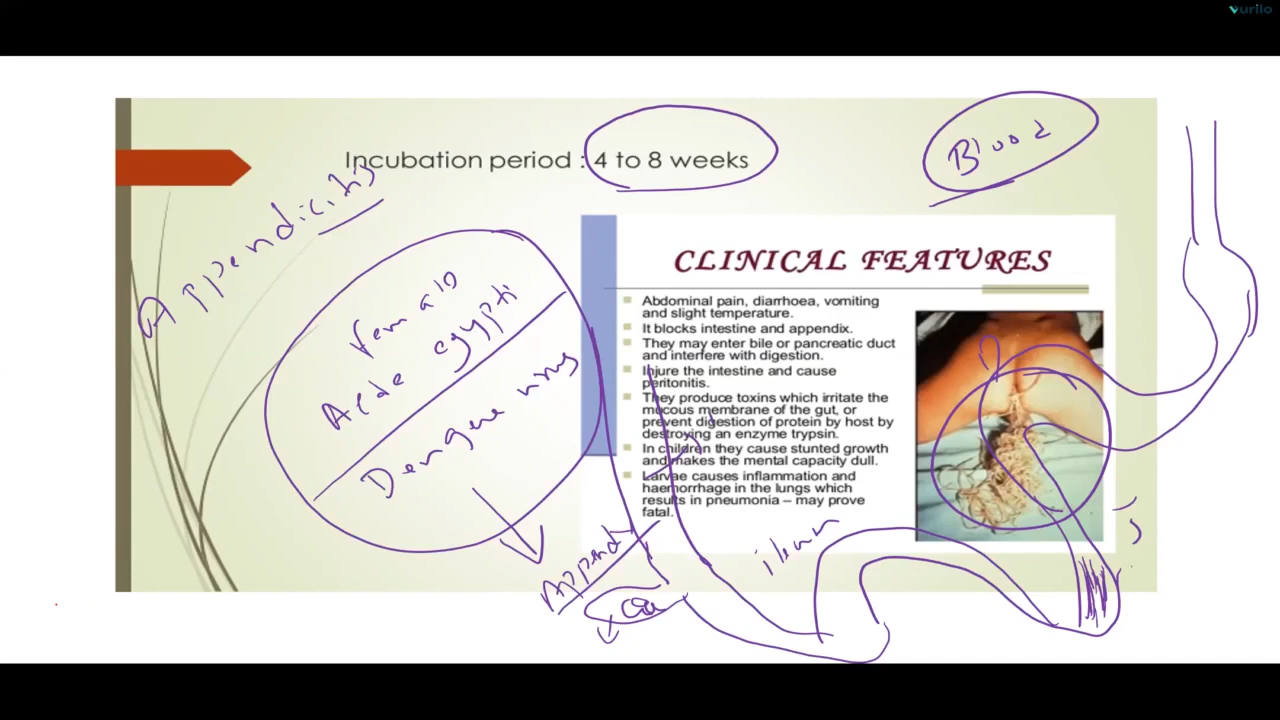 vurilo
Incubation period : 4 to 8 weeks
Blood
Appendicitis
CLINICAL FEATURES
Abdominal pain, diarrhoea, vomiting
and slight temperature.
It blocks intestine and appendix.
They may enter bile or pancreatic duct
and interfere with digestion.
Injure the intestine and cause
peritonitis.
They produce toxins which irritate the
mucous membrane of the gut, or
prevent digestion of protein by host by
destroying an enzyme trypsin.
In children they cause stunted growth
and makes the mental capacity dull.
Larvae causes inflammation and
haemorrhage in the lungs which
results in pneumonia – may prove
fatal.
Female
Aede egypti
Dengue virus
ileum